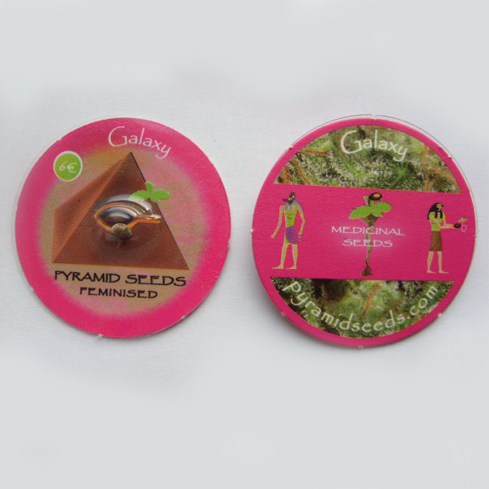 Galaxy
6€
PYRAMID SEEDS
FEMINISED
Galaxy
MEDICINAL
SEEDS
Pyramidseeds.com